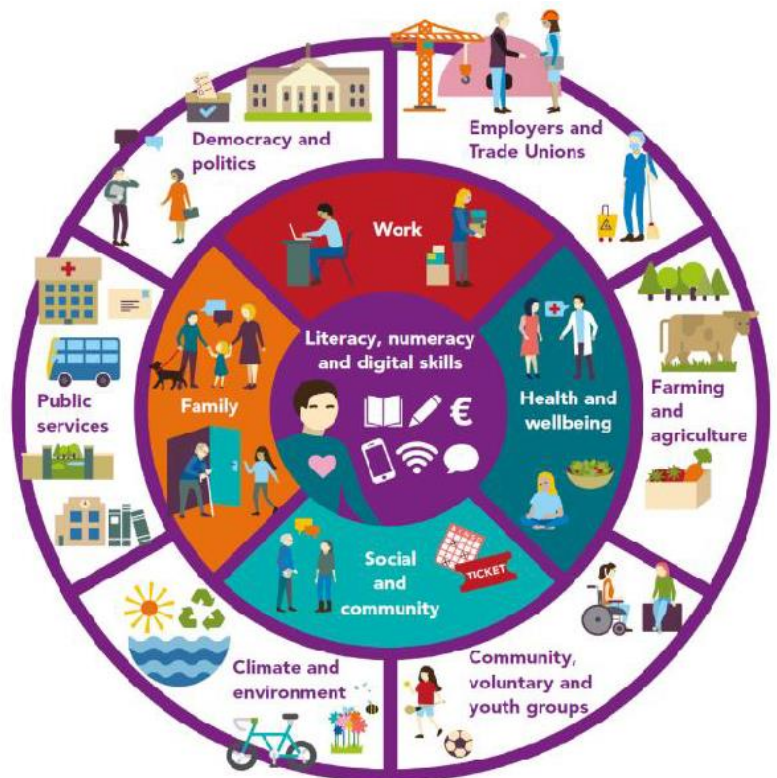 Democracy and
politics
Employers and
Trade Unions
Work
Literacy, numeracy
and digital skills
€
Family
Health and
wellbeing
Public
services
Farming
and
agriculture
Social
and
community
BINGO
TICKET
Climate and
environment
Community,
voluntary and
youth groups